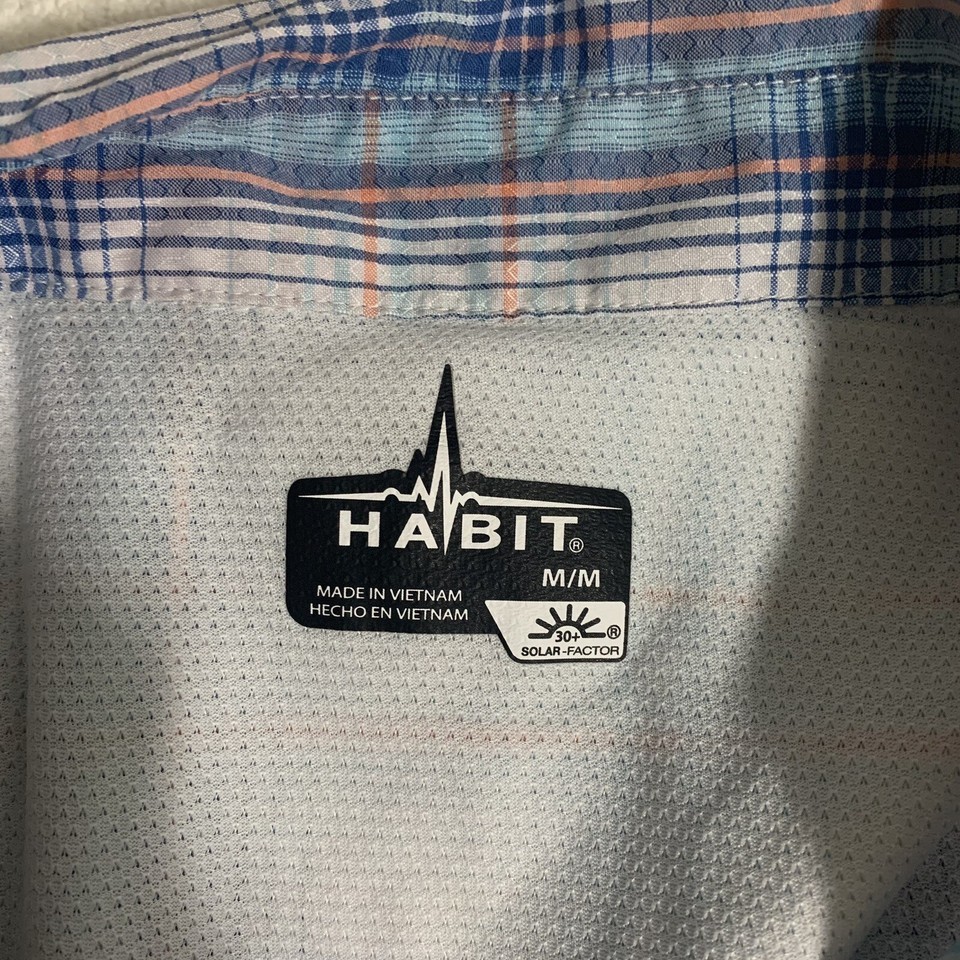 HABIT®
M/M
MADE IN VIETNAM
HECHO EN VIETNAM
30+ ®
SOLAR-FACTOR